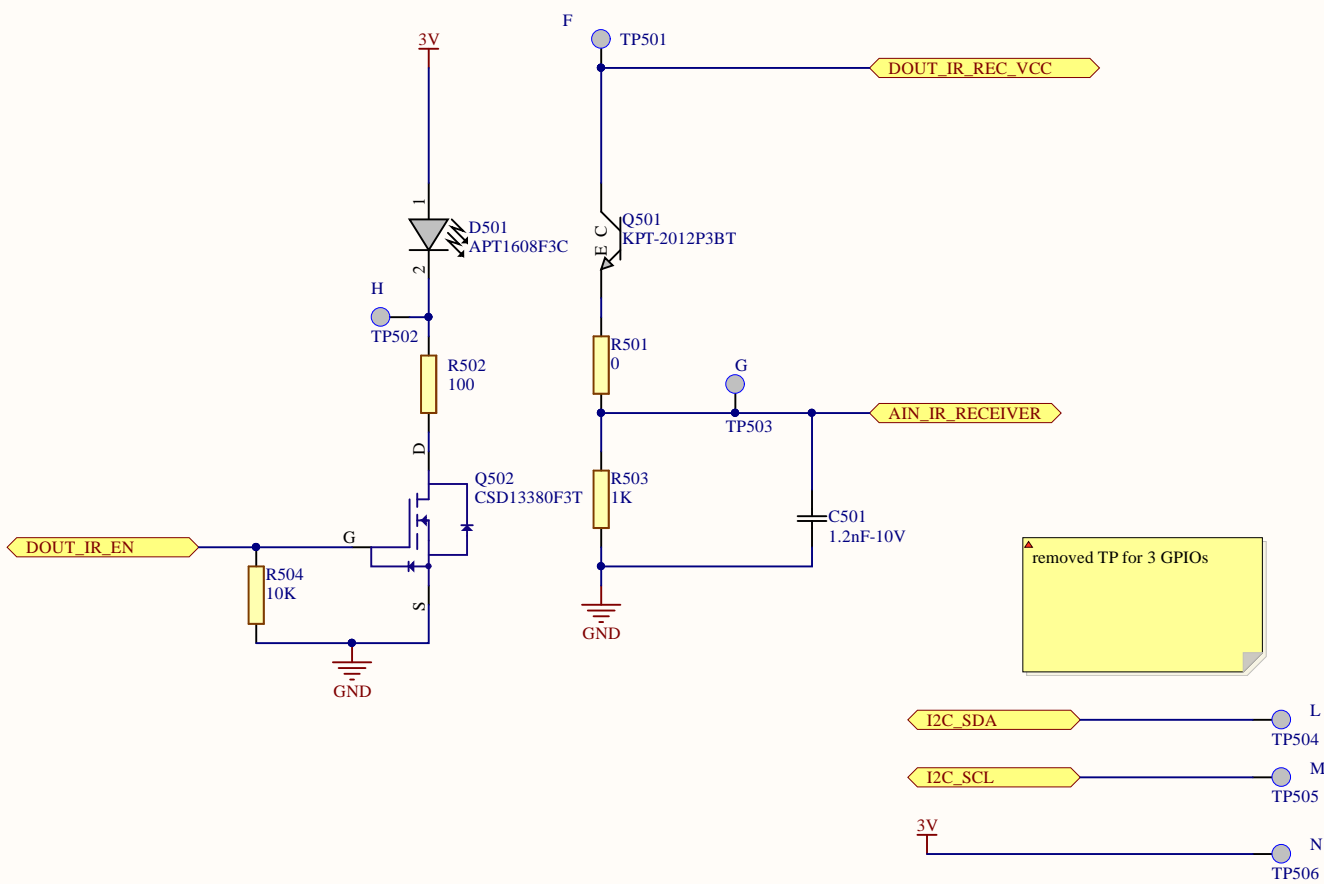 F
TP501
3V
DOUT_IR_REC_VCC
1
D501
APT1608F3C
2
Q501
KPT-2012P3BT
C
E
H
TP502
R502
100
R501
0
G
TP503
AIN_IR_RECEIVER
D
Q502
CSD13380F3T
R503
1K
C501
1.2nF-10V
DOUT_IR_EN
G
R504
10K
S
GND
GND
removed TP for 3 GPIOs
I2C_SDA
L
TP504
I2C_SCL
M
TP505
3V
N
TP506